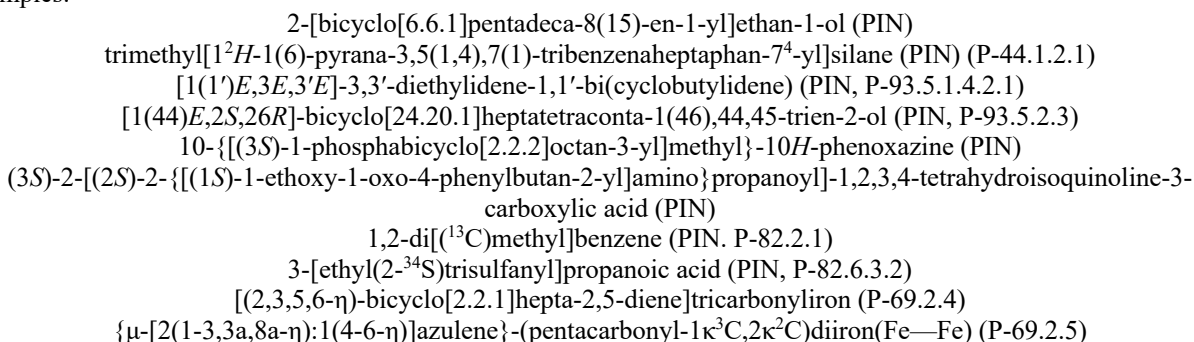 mples:
2-[bicyclo[6.6.1]pentadeca-8(15)-en-1-yl]ethan-1-ol (PIN)
trimethyl[1²H-1(6)-pyrana-3,5(1,4),7(1)-tribenzenaheptaphan-7⁴-yl]silane (PIN) (P-44.1.2.1)
[1(1′)E,3E,3′E]-3,3′-diethylidene-1,1′-bi(cyclobutylidene) (PIN, P-93.5.1.4.2.1)
[1(44)E,2S,26R]-bicyclo[24.20.1]heptatetraconta-1(46),44,45-trien-2-ol (PIN, P-93.5.2.3)
10-{[(3S)-1-phosphabicyclo[2.2.2]octan-3-yl]methyl}-10H-phenoxazine (PIN)
(3S)-2-[(2S)-2-{[(1S)-1-ethoxy-1-oxo-4-phenylbutan-2-yl]amino}propanoyl]-1,2,3,4-tetrahydroisoquinoline-3-
carboxylic acid (PIN)
1,2-di[(¹³C)methyl]benzene (PIN. P-82.2.1)
3-[ethyl(2-³⁴S)trisulfanyl]propanoic acid (PIN, P-82.6.3.2)
[(2,3,5,6-η)-bicyclo[2.2.1]hepta-2,5-diene]tricarbonyliron (P-69.2.4)
{μ-[2(1-3,3a,8a-η):1(4-6-η)]azulene}-(pentacarbonyl-1κ³C,2κ²C)diiron(Fe—Fe) (P-69.2.5)